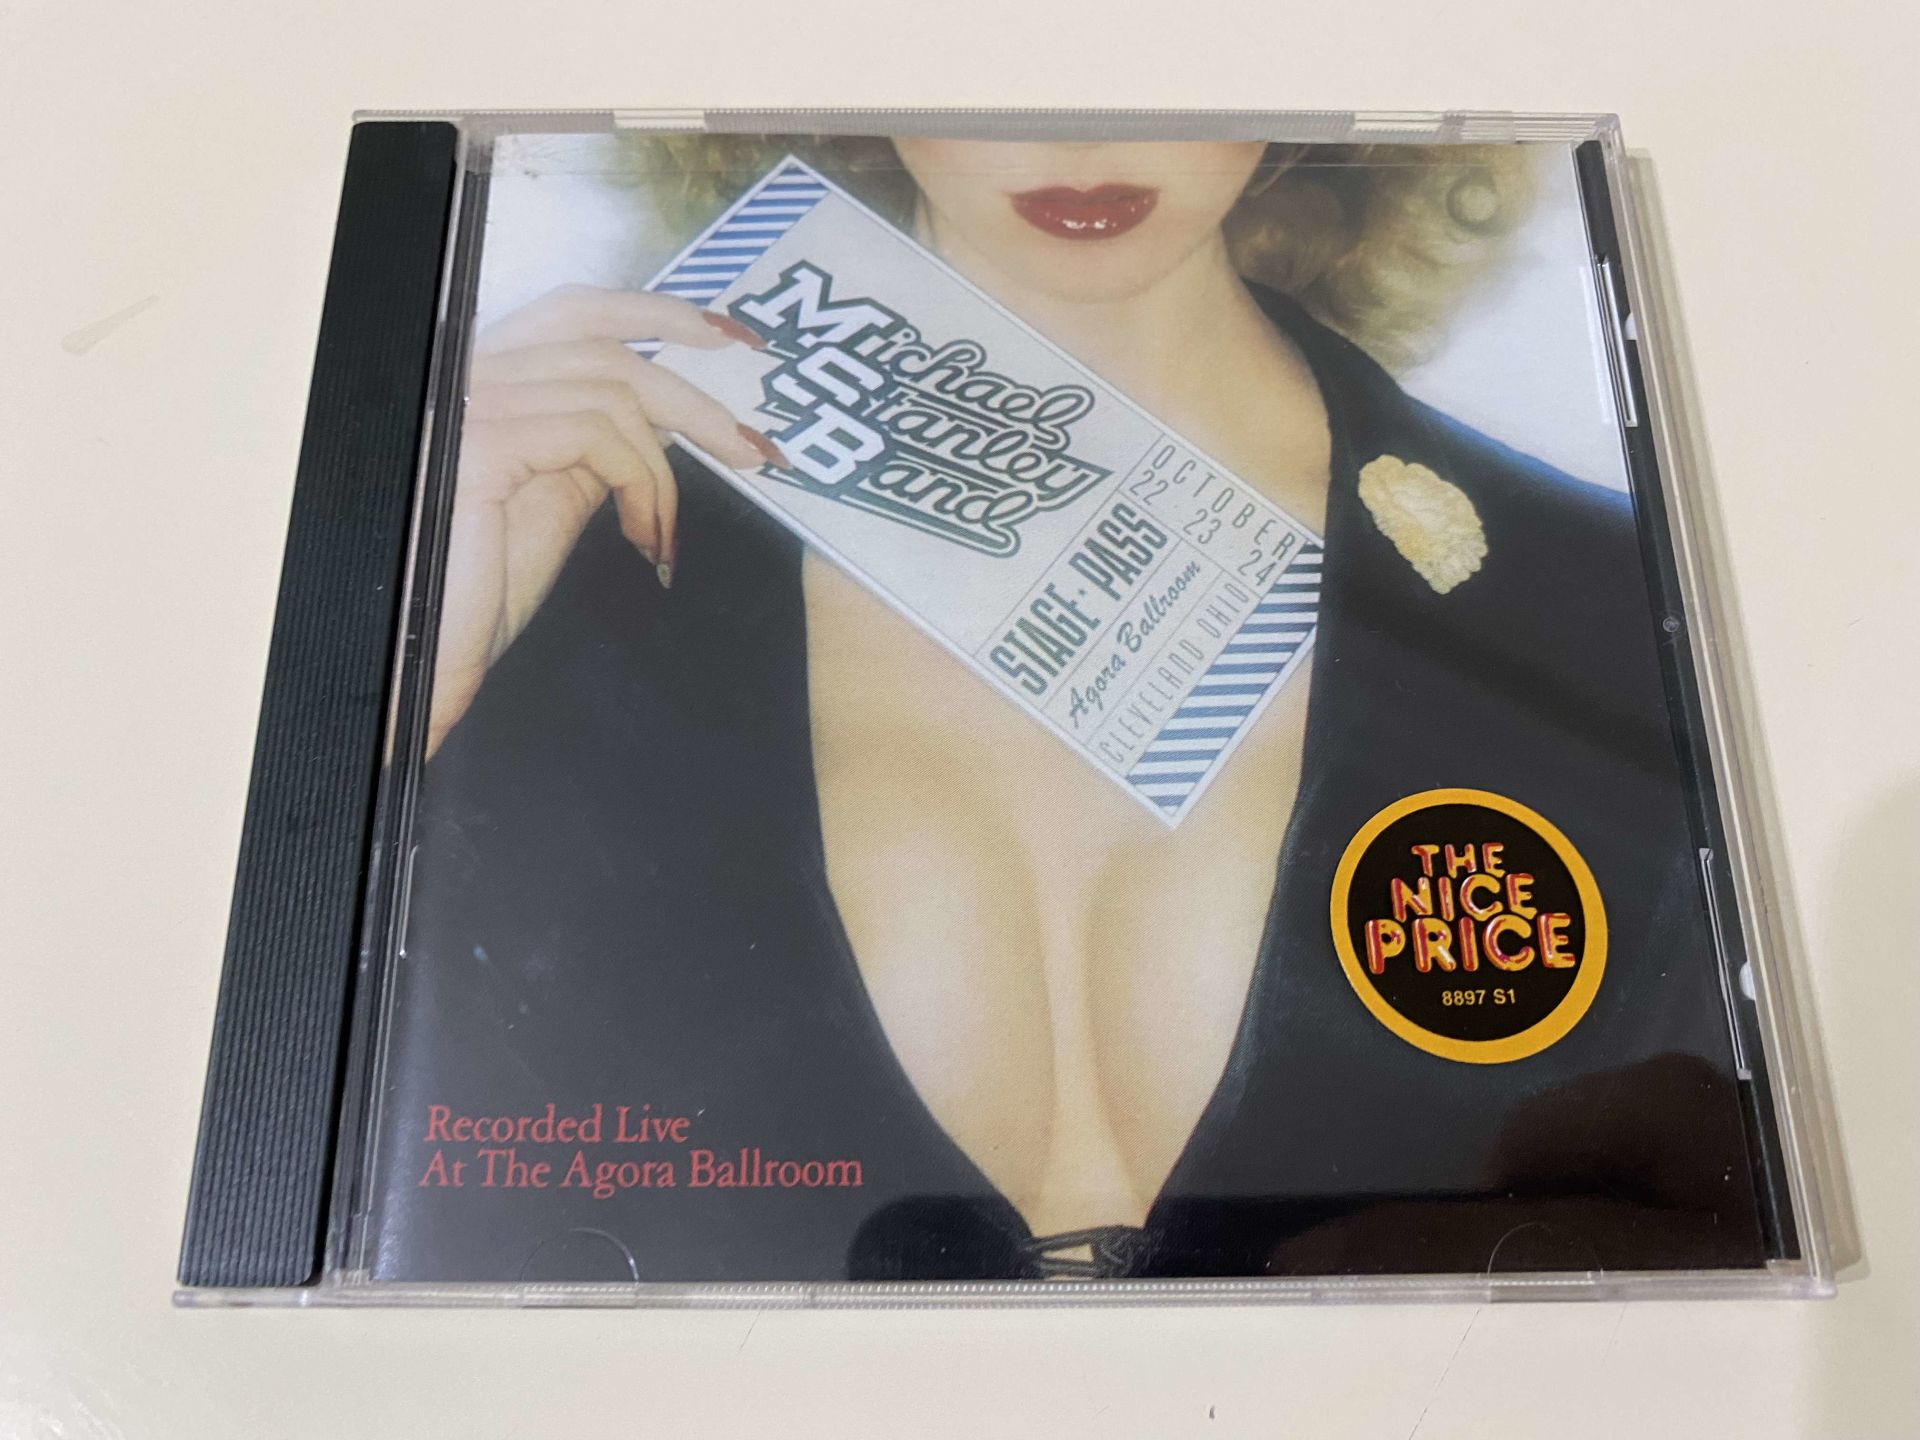 Michael
Stanley
Band
OCTOBER
22.23.24
STAGE·PASS
Agora Ballroom
CLEVELAND OHIO
THE
NICE
PRICE
8897 S1
Recorded Live
At The Agora Ballroom